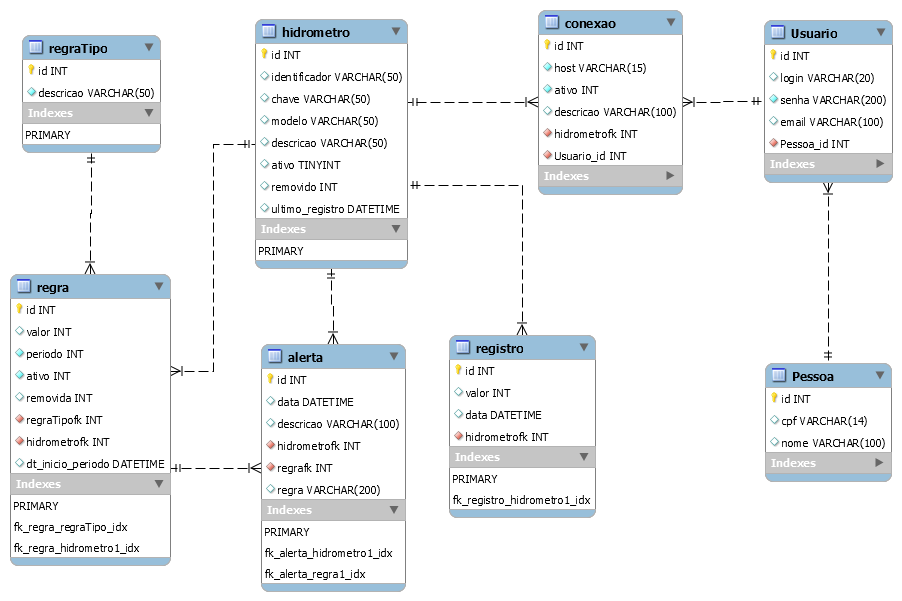 regraTipo
id INT
descricao VARCHAR(50)
Indexes
PRIMARY
hidrometro
id INT
identificador VARCHAR(50)
chave VARCHAR(50)
modelo VARCHAR(50)
descricao VARCHAR(50)
ativo TINYINT
removido INT
ultimo_registro DATETIME
Indexes
PRIMARY
conexao
id INT
host VARCHAR(15)
ativo INT
descricao VARCHAR(100)
hidrometrofk INT
Usuario_id INT
Indexes
Usuario
id INT
login VARCHAR(20)
senha VARCHAR(200)
email VARCHAR(100)
Pessoa_id INT
Indexes
regra
id INT
valor INT
periodo INT
ativo INT
removida INT
regraTipofk INT
hidrometrofk INT
dt_inicio_periodo DATETIME
Indexes
PRIMARY
fk_regra_regraTipo_idx
fk_regra_hidrometro1_idx
alerta
id INT
data DATETIME
descricao VARCHAR(100)
hidrometrofk INT
regrafk INT
regra VARCHAR(200)
Indexes
PRIMARY
fk_alerta_hidrometro1_idx
fk_alerta_regra1_idx
registro
id INT
valor INT
data DATETIME
hidrometrofk INT
Indexes
PRIMARY
fk_registro_hidrometro1_idx
Pessoa
id INT
cpf VARCHAR(14)
nome VARCHAR(100)
Indexes